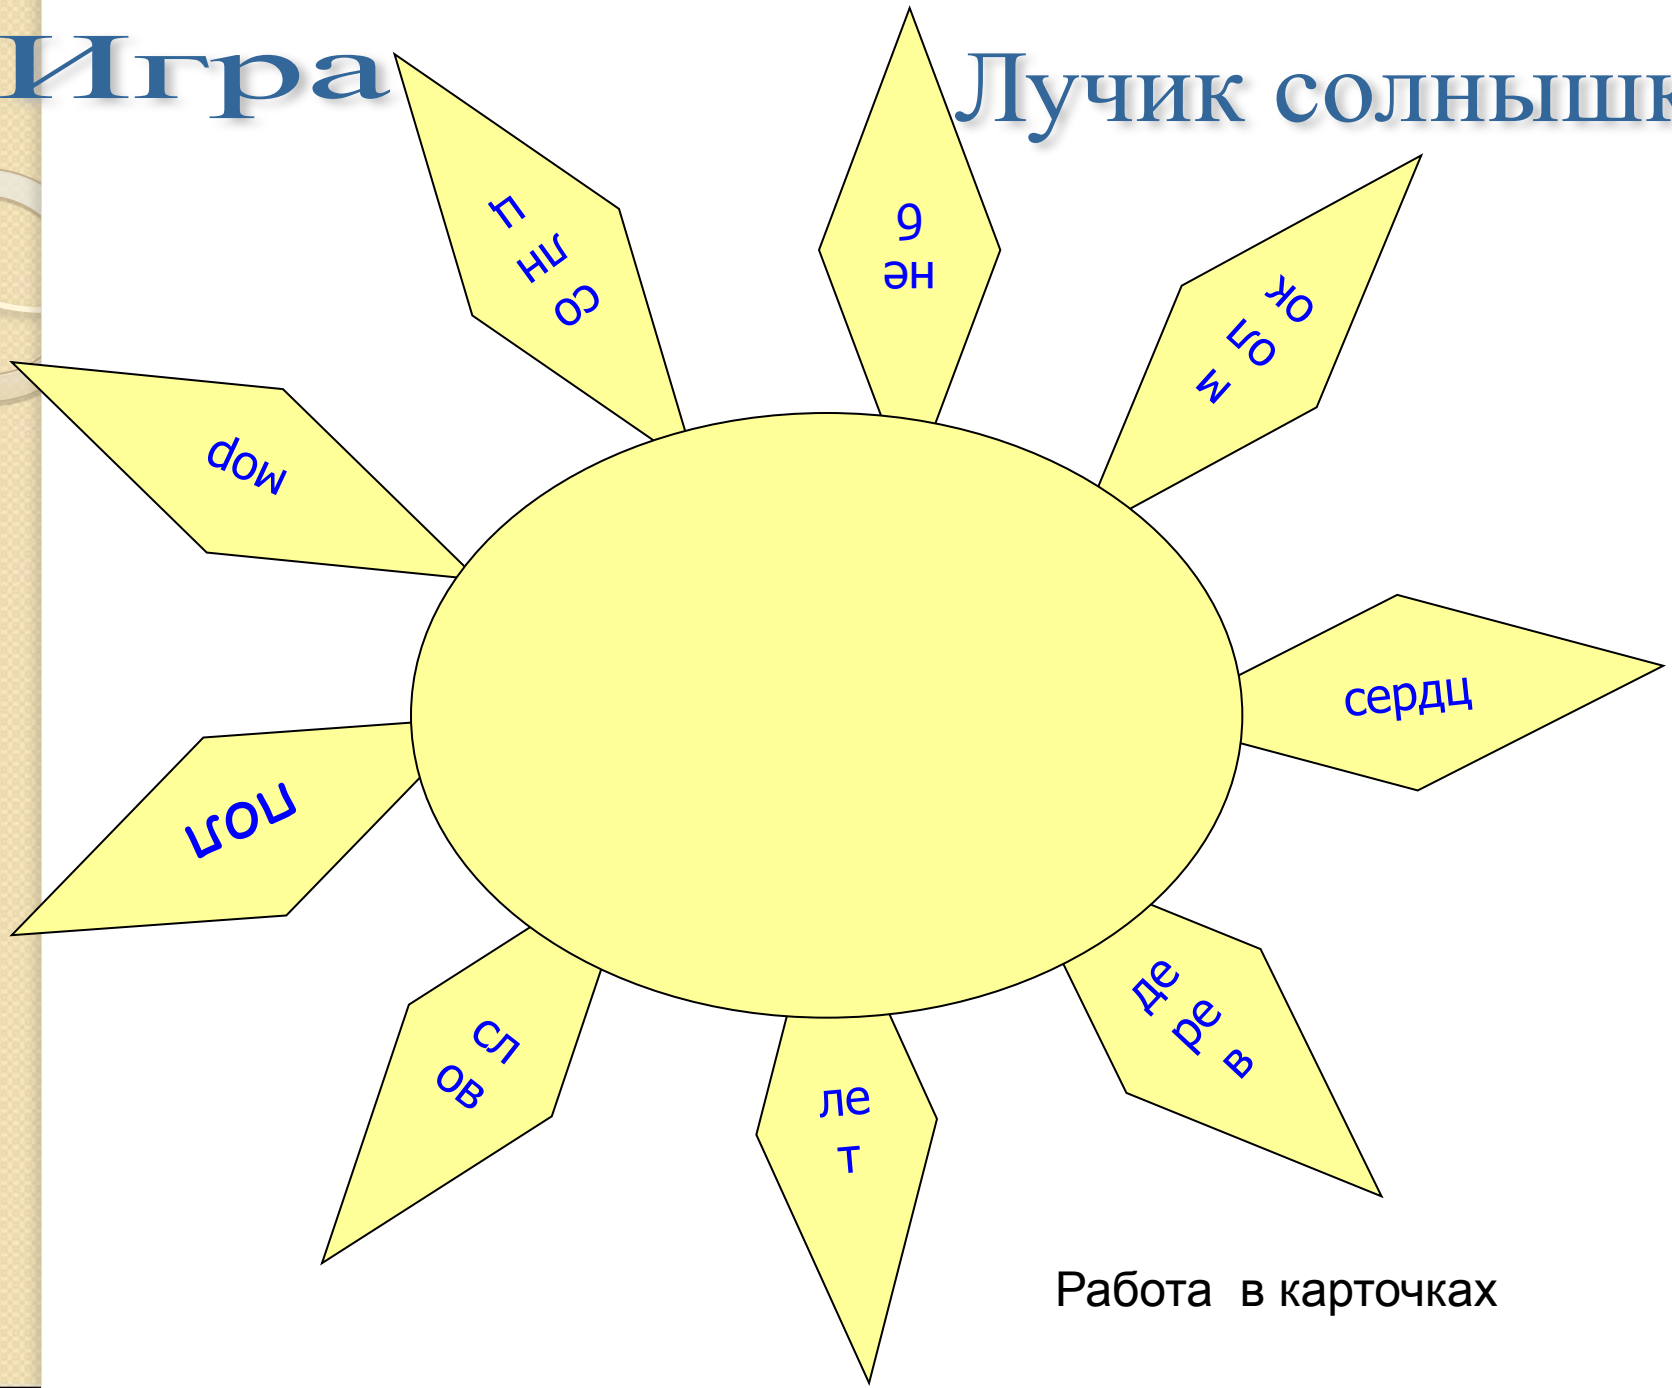 Игра
Лучик солнышк
со
лн
ц
не
б
м
ол
ок
мор
сердц
пол
де
ре
в
сл
ов
ле
т
Работа в карточках